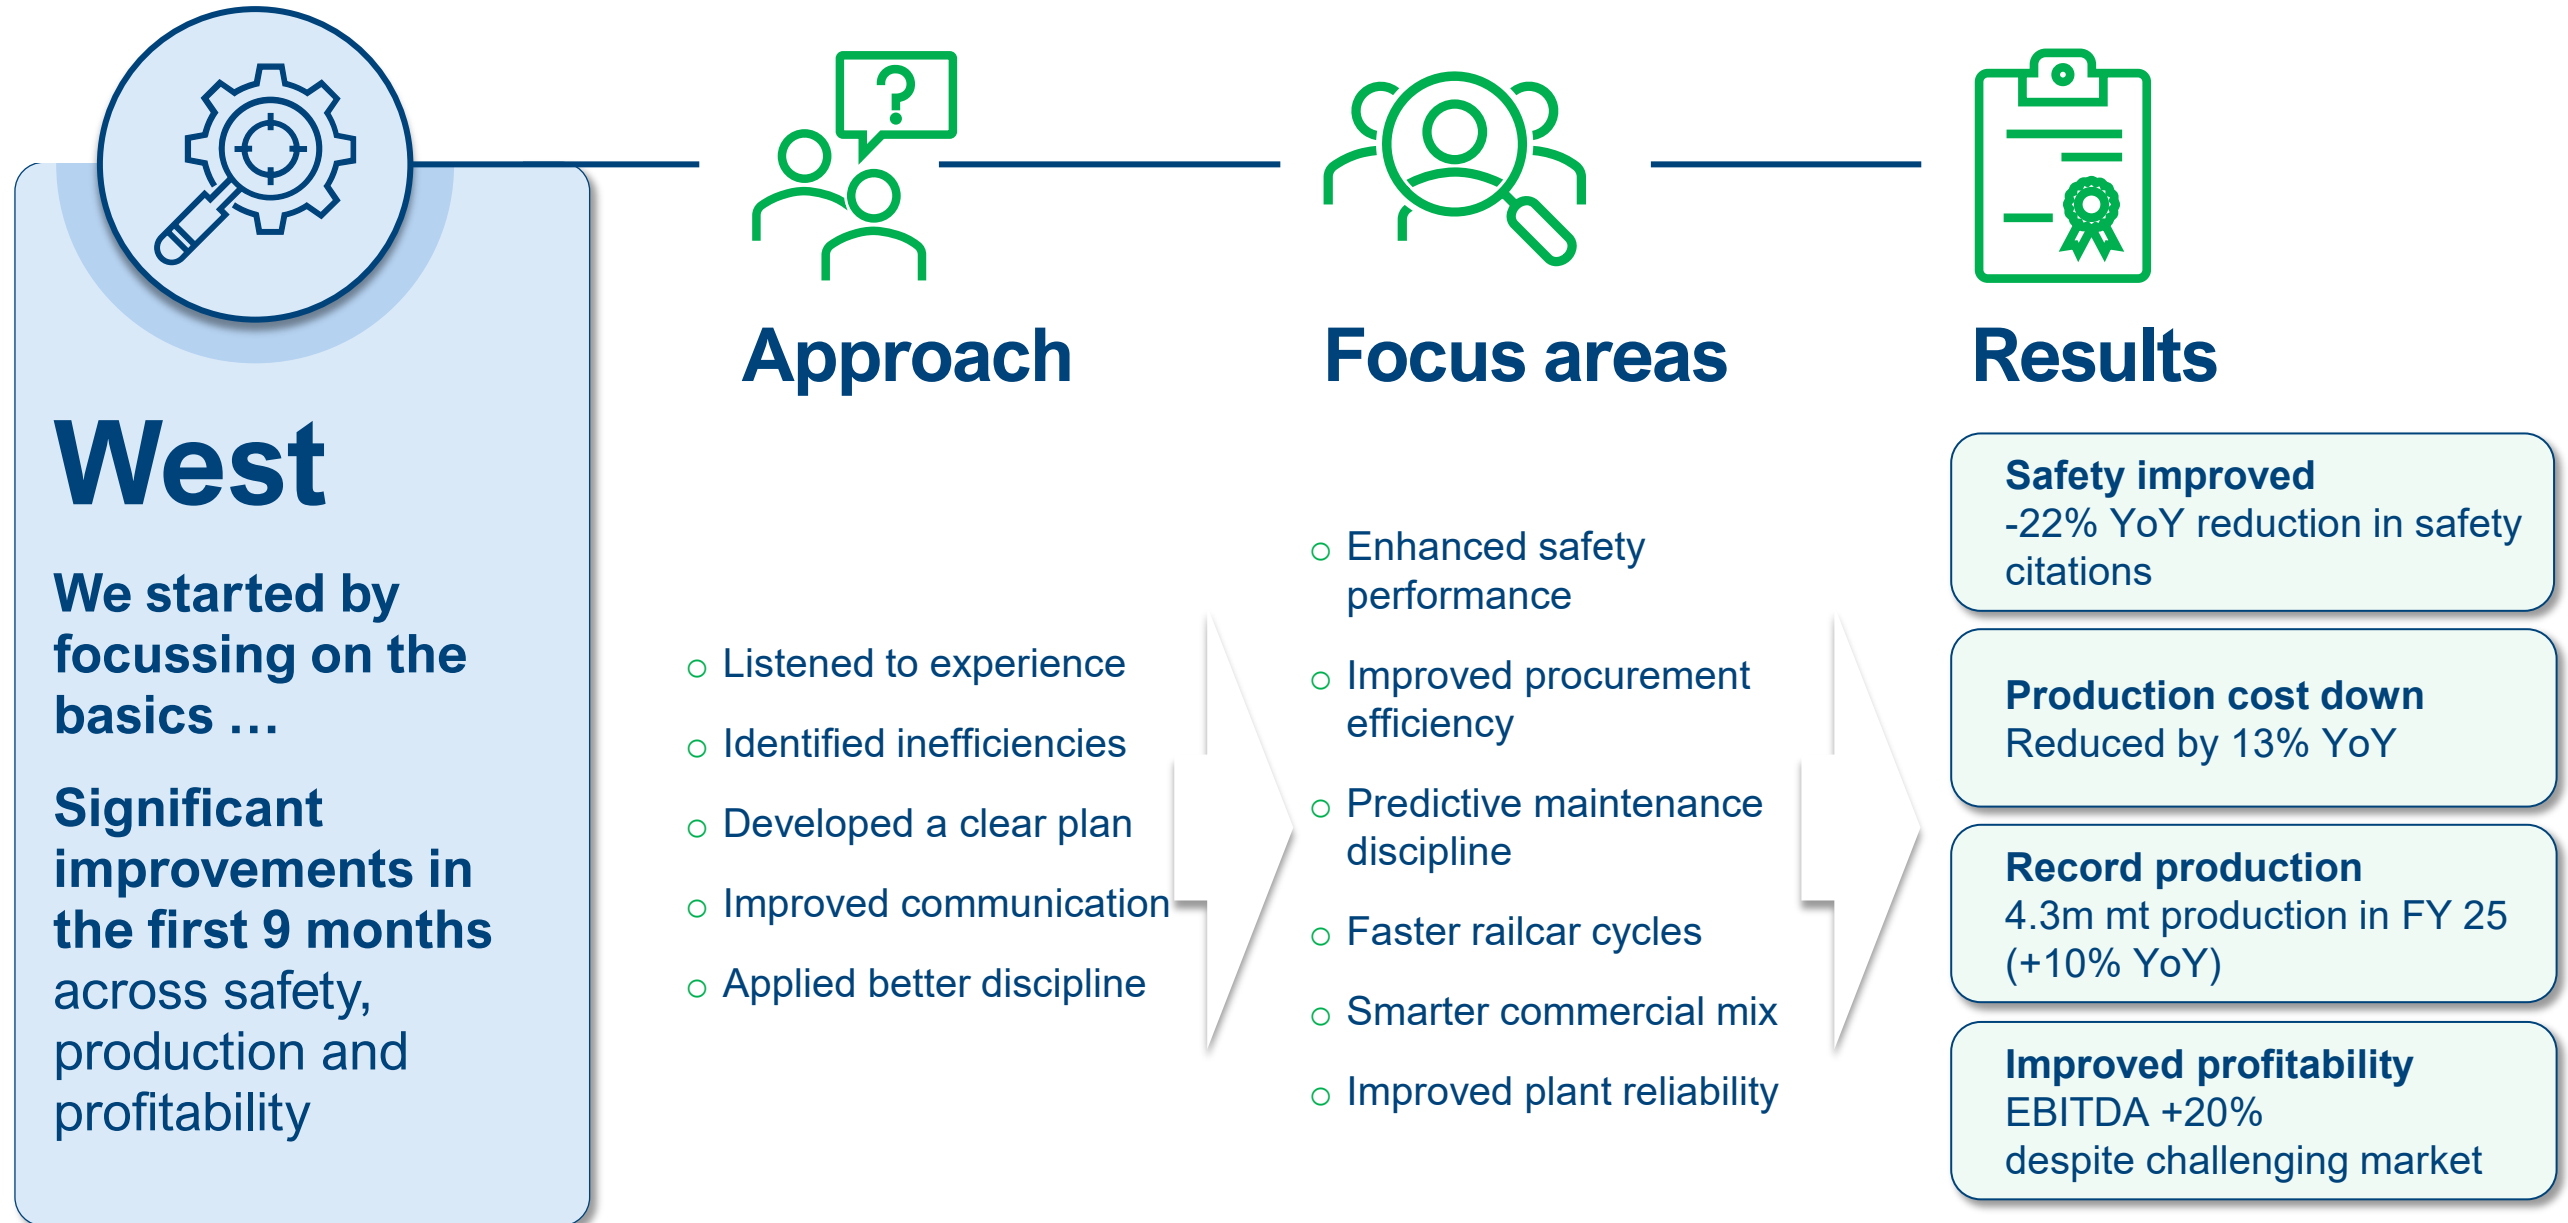 ?
West
We started by
focussing on the
basics …
Significant
improvements in
the first 9 months
across safety,
production and
profitability
Approach
Listened to experience
Identified inefficiencies
Developed a clear plan
Improved communication
Applied better discipline
Focus areas
Enhanced safety
performance
Improved procurement
efficiency
Predictive maintenance
discipline
Faster railcar cycles
Smarter commercial mix
Improved plant reliability
Results
Safety improved
-22% YoY reduction in safety
citations
Production cost down
Reduced by 13% YoY
Record production
4.3m mt production in FY 25
(+10% YoY)
Improved profitability
EBITDA +20%
despite challenging market